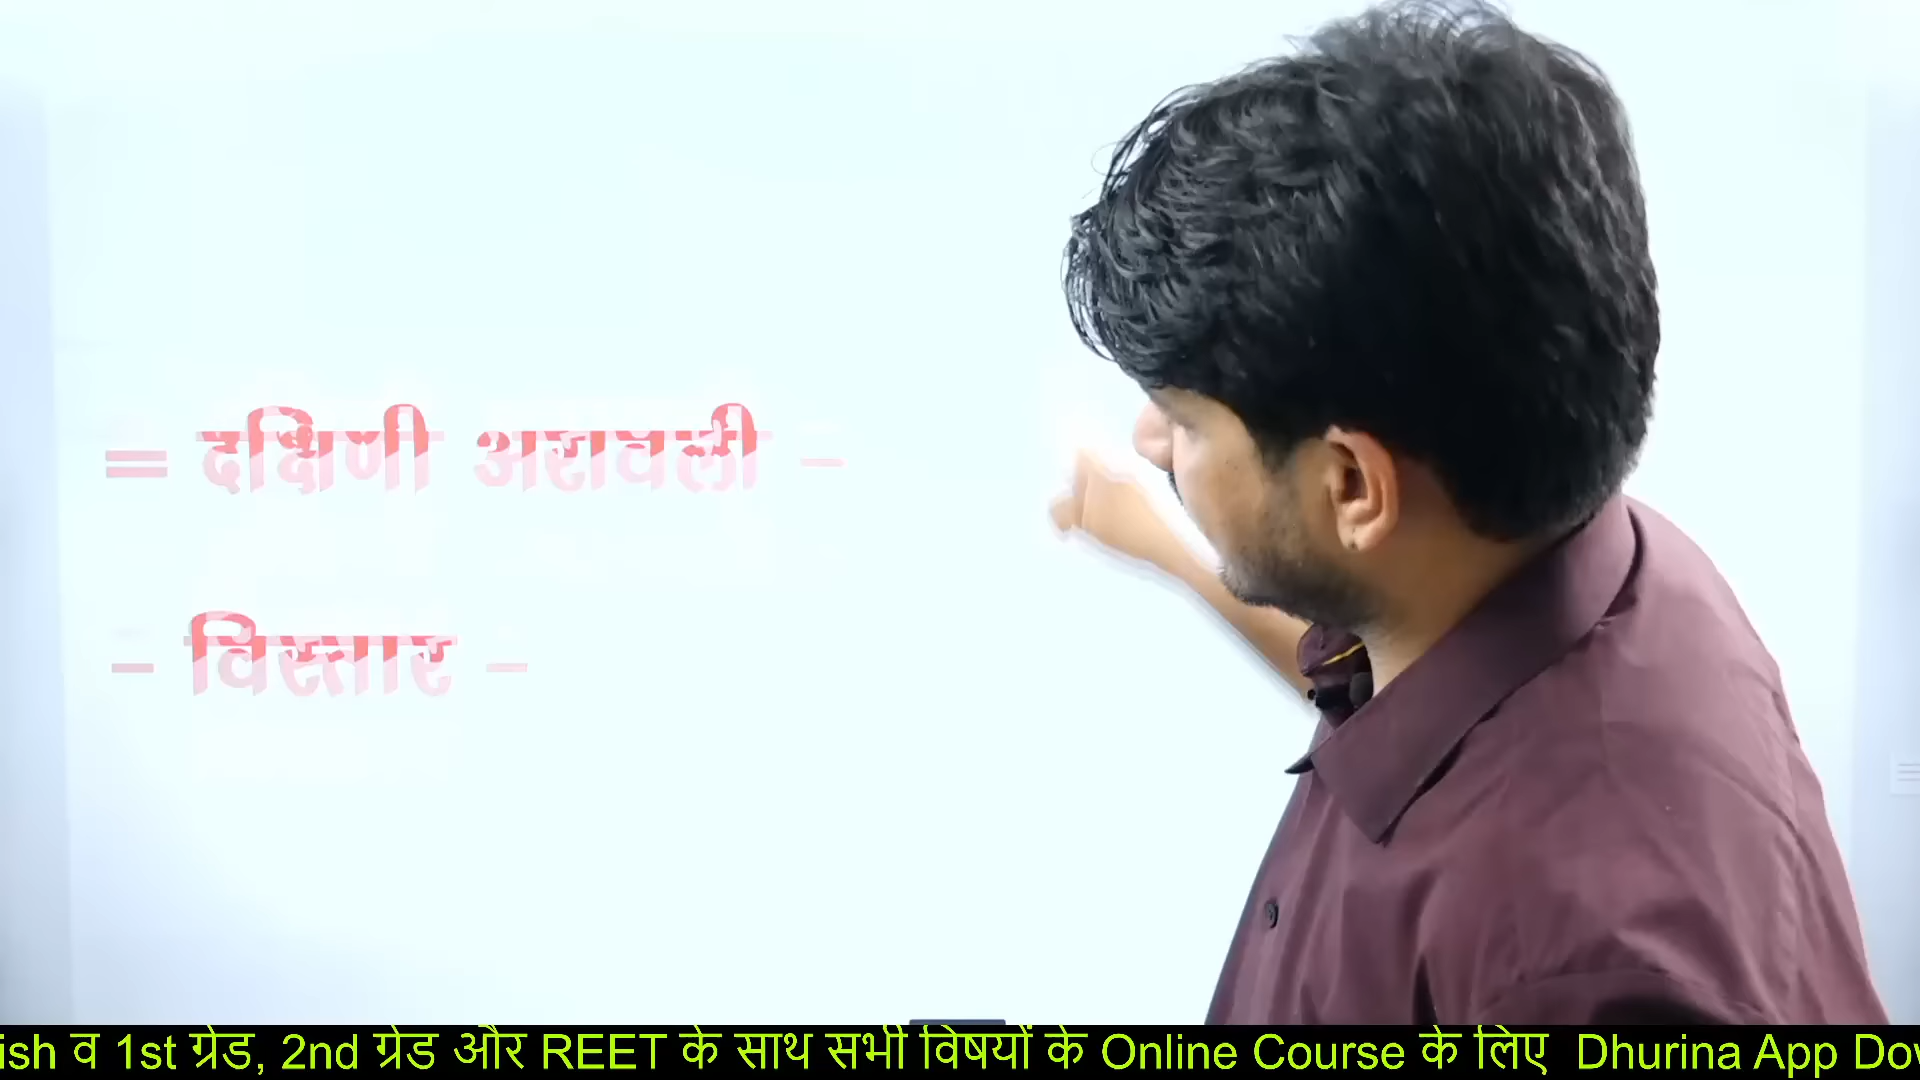 = दक्षिणी अरावली -
- विस्तार -
ish व 1st ग्रेड, 2nd ग्रेड और REET के साथ सभी विषयों के Online Course के लिए Dhurina App Dow